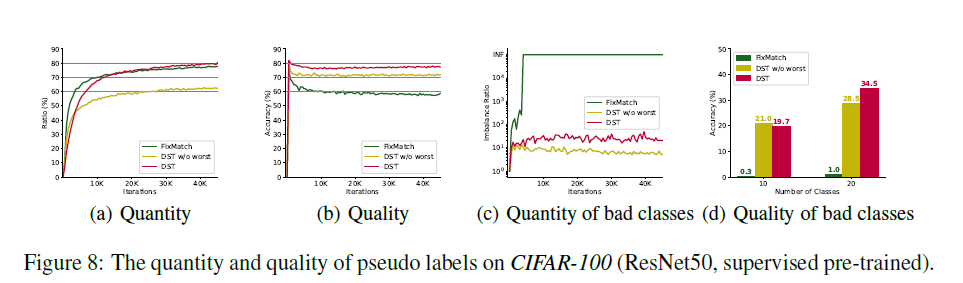 90
80
70
60
50
40
30
20
10
0
Ratio (%)
10K 20K 30K 40K
Iterations
FixMatch
DST w/o worst
DST
(a) Quantity
90
80
70
60
50
40
30
20
10
0
Accuracy (%)
10K 20K 30K 40K
Iterations
FixMatch
DST w/o worst
DST
(b) Quality
INF
10⁴
10³
10²
10¹
10⁰
Imbalance Ratio
10K 20K 30K 40K
Iterations
FixMatch
DST w/o worst
DST
(c) Quantity of bad classes
50
40
30
20
10
0
Accuracy (%)
FixMatch
DST w/o worst
DST
0.3 21.0 19.7
1.0 28.5 34.5
10 20
Number of Classes
(d) Quality of bad classes
Figure 8: The quantity and quality of pseudo labels on CIFAR-100 (ResNet50, supervised pre-trained).